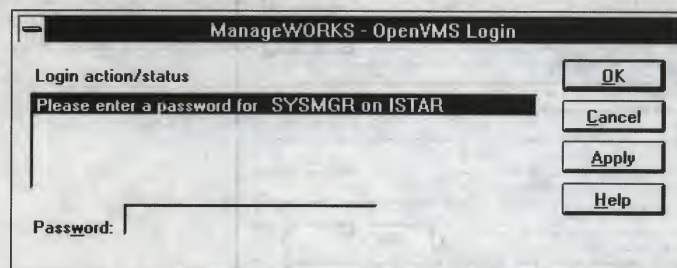 ManageWORKS - OpenVMS Login
Login action/status
Please enter a password for SYSMGR on ISTAR
Password:
OK
Cancel
Apply
Help